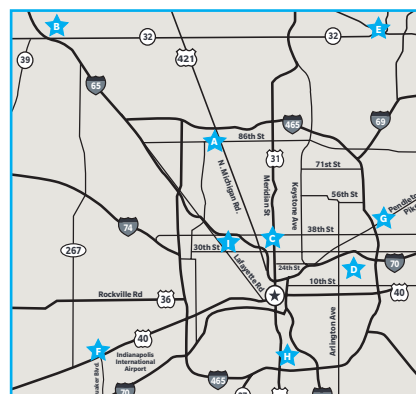 B
E
32
32
421
39
65
465
69
86th St
A
31
71st St
N. Michigan Rd.
Meridian St
Keystone Ave
56th St
G
74
38th St
I
C
267
30th St
Lafayette Rd
24th St
D
70
10th St
Rockville Rd
36
40
40
Arlington Ave
F
Indianapolis
International
Airport
H
465
70